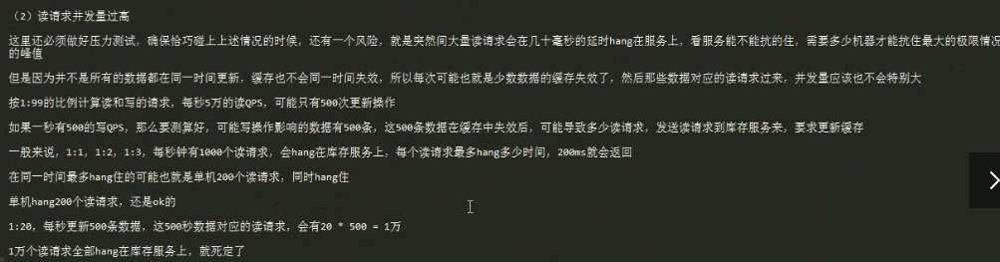 （2）读请求并发量过高
这里还必须做好压力测试，确保恰巧碰上上述情况的时候，还有一个风险，就是突然间大量读请求会在几十毫秒的延时hang在服务上，看服务能不能抗的住，需要多少机器才能抗住最大的极限情况
的峰值
但是因为并不是所有的数据都在同一时间更新，缓存也不会同一时间失效，所以每次可能也就是少数数据的缓存失效了，然后那些数据对应的读请求过来，并发量应该也不会特别大
按1:99的比例计算读和写的请求，每秒5万的读QPS，可能只有500次更新操作
如果一秒有500的写QPS，那么要测算好，可能写操作影响的数据有500条，这500条数据在缓存中失效后，可能导致多少读请求，发送读请求到库存服务来，要求更新缓存
一般来说，1:1，1:2，1:3，每秒钟有1000个读请求，会hang在库存服务上，每个读请求最多hang多少时间，200ms就会返回
在同一时间最多hang住的可能也就是单机200个读请求，同时hang住
单机hang200个读请求，还是ok的
1:20，每秒更新500条数据，这500秒数据对应的读请求，会有20 * 500 = 1万
1万个读请求全部hang在库存服务上，就死定了